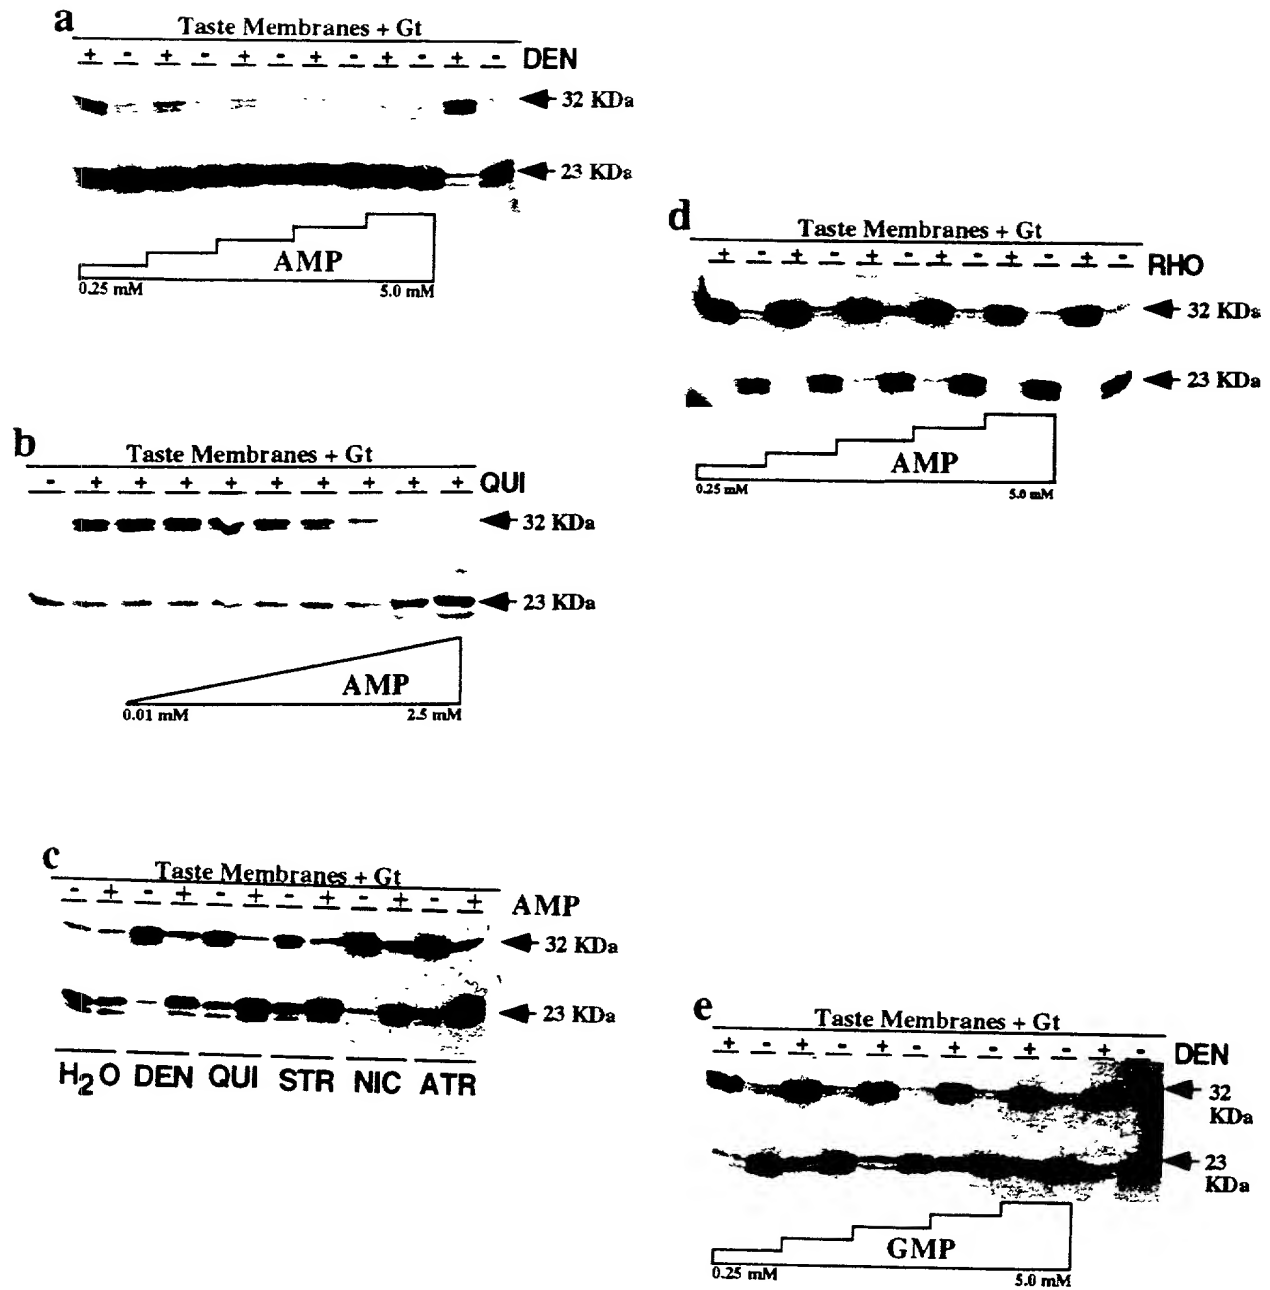 a
Taste Membranes + Gt
+ - + - + - + - + - + - DEN
32 KDa
23 KDa
AMP
0.25 mM 5.0 mM
b
Taste Membranes + Gt
- + + + + + + + + + QUI
32 KDa
23 KDa
AMP
0.01 mM 2.5 mM
c
Taste Membranes + Gt
- + - + - + - + - + - + AMP
32 KDa
23 KDa
H2O DEN QUI STR NIC ATR
d
Taste Membranes + Gt
+ - + - + - + - + - + - RHO
32 KDa
23 KDa
AMP
0.25 mM 5.0 mM
e
Taste Membranes + Gt
+ - + - + - + - + - + - DEN
32
KDa
23
KDa
GMP
0.25 mM 5.0 mM